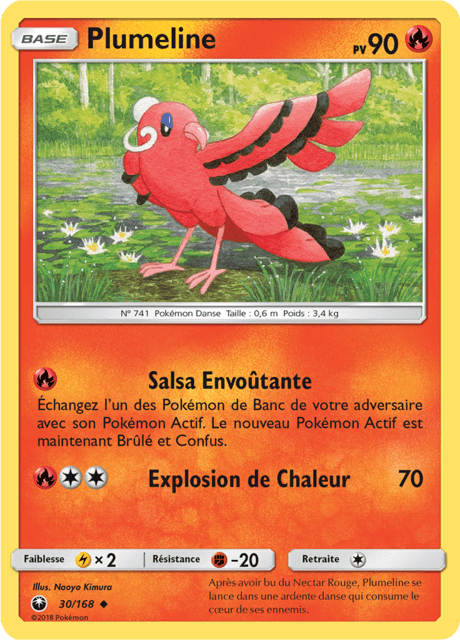 BASE Plumeline PV 90
N° 741 Pokémon Danse Taille : 0,6 m Poids : 3,4 kg
Salsa Envoûtante
Échangez l'un des Pokémon de Banc de votre adversaire
avec son Pokémon Actif. Le nouveau Pokémon Actif est
maintenant Brûlé et Confus.
Explosion de Chaleur 70
Faiblesse ×2 Résistance -20 Retraite
Illus. Naoyo Kimura
30/168
©2018 Pokémon
Après avoir bu du Nectar Rouge, Plumeline se
lance dans une ardente danse qui consume le
cœur de ses ennemis.